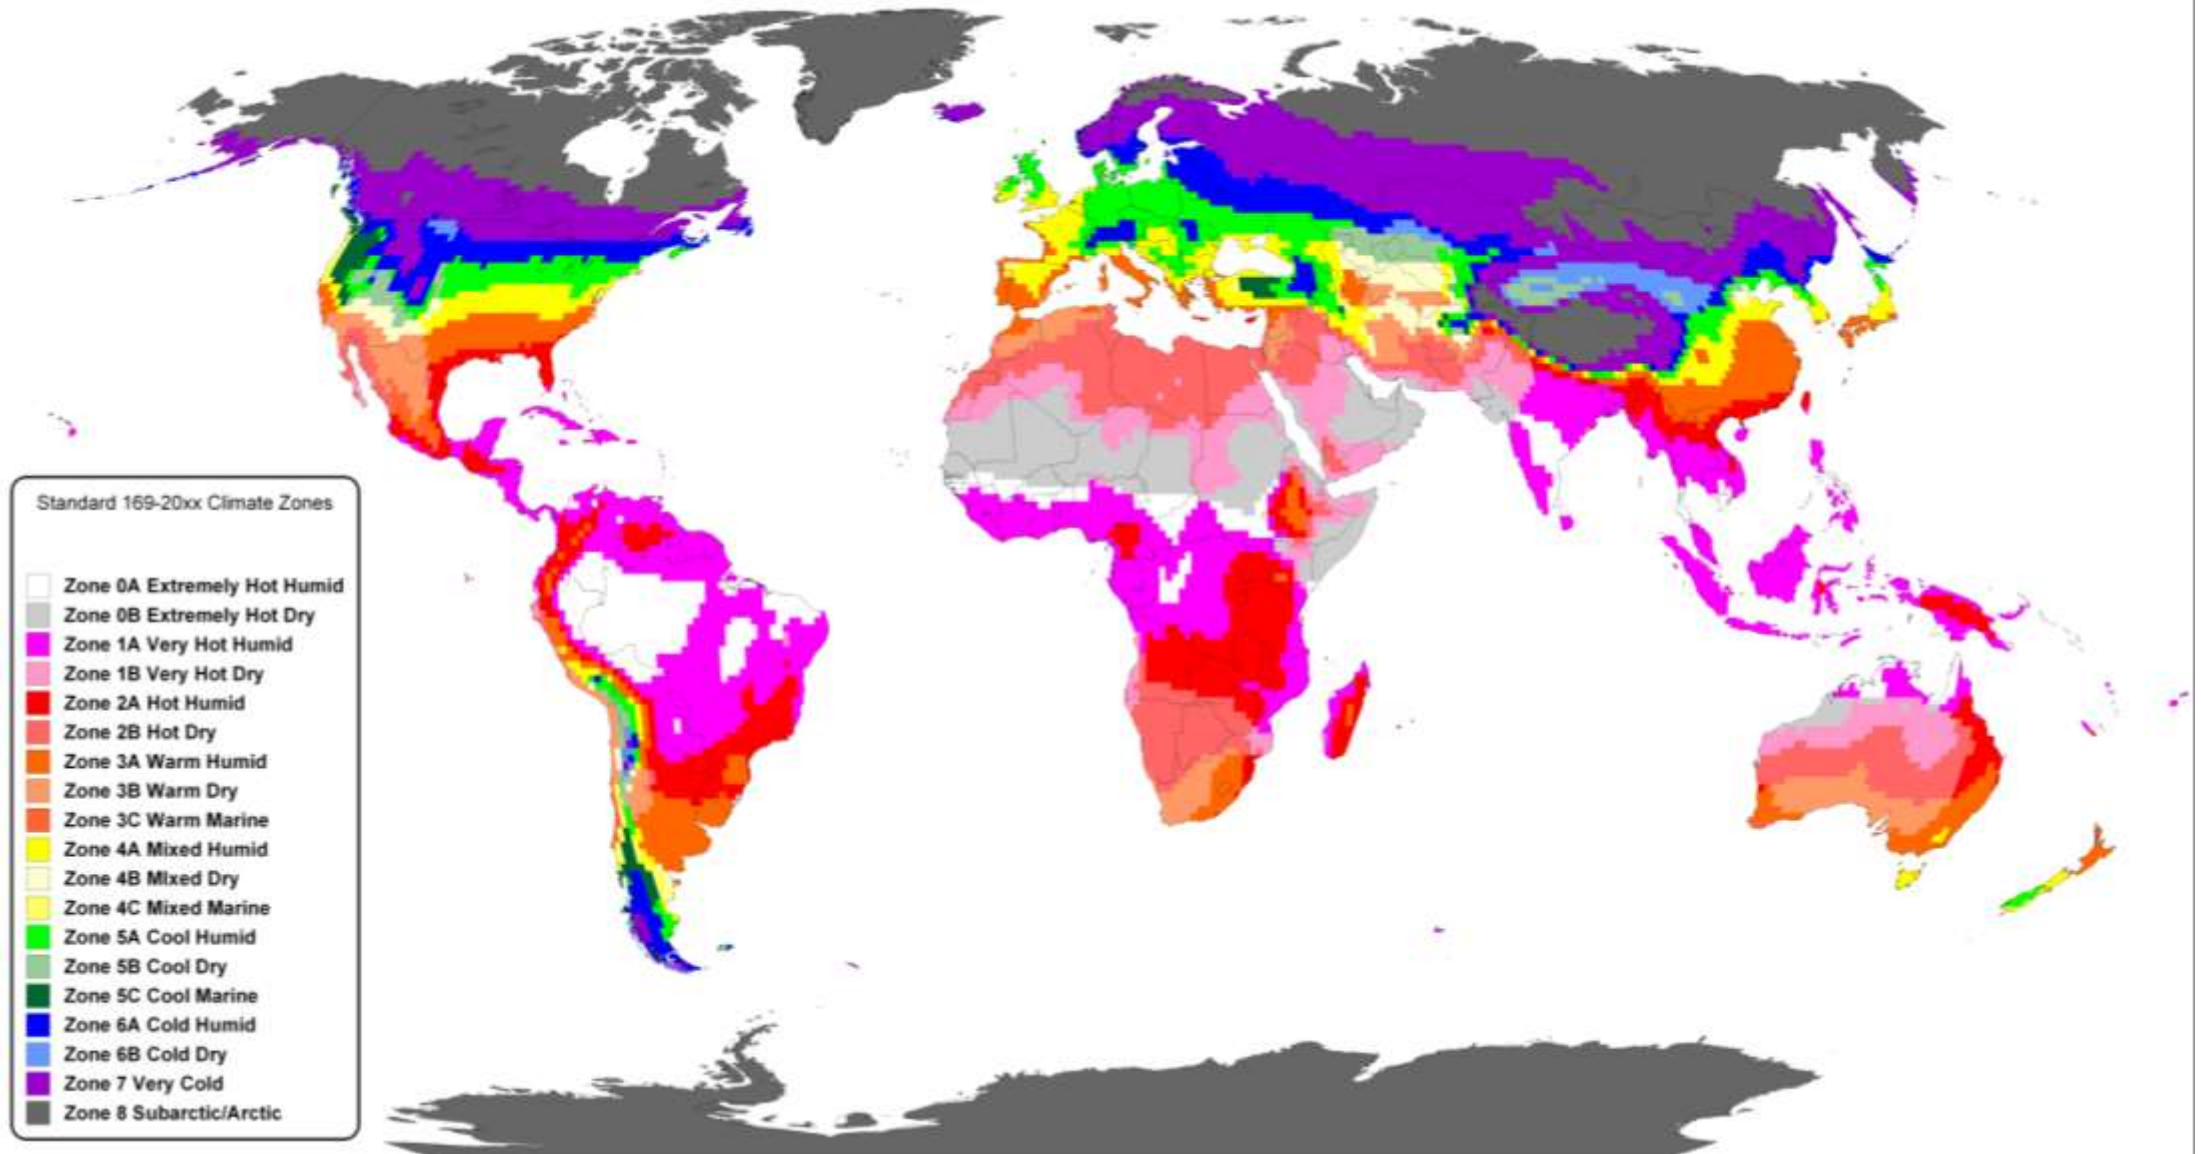 Standard 169-20xx Climate Zones
Zone 0A Extremely Hot Humid
Zone 0B Extremely Hot Dry
Zone 1A Very Hot Humid
Zone 1B Very Hot Dry
Zone 2A Hot Humid
Zone 2B Hot Dry
Zone 3A Warm Humid
Zone 3B Warm Dry
Zone 3C Warm Marine
Zone 4A Mixed Humid
Zone 4B MIxed Dry
Zone 4C Mixed Marine
Zone 5A Cool Humid
Zone 5B Cool Dry
Zone 5C Cool Marine
Zone 6A Cold Humid
Zone 6B Cold Dry
Zone 7 Very Cold
Zone 8 Subarctic/Arctic